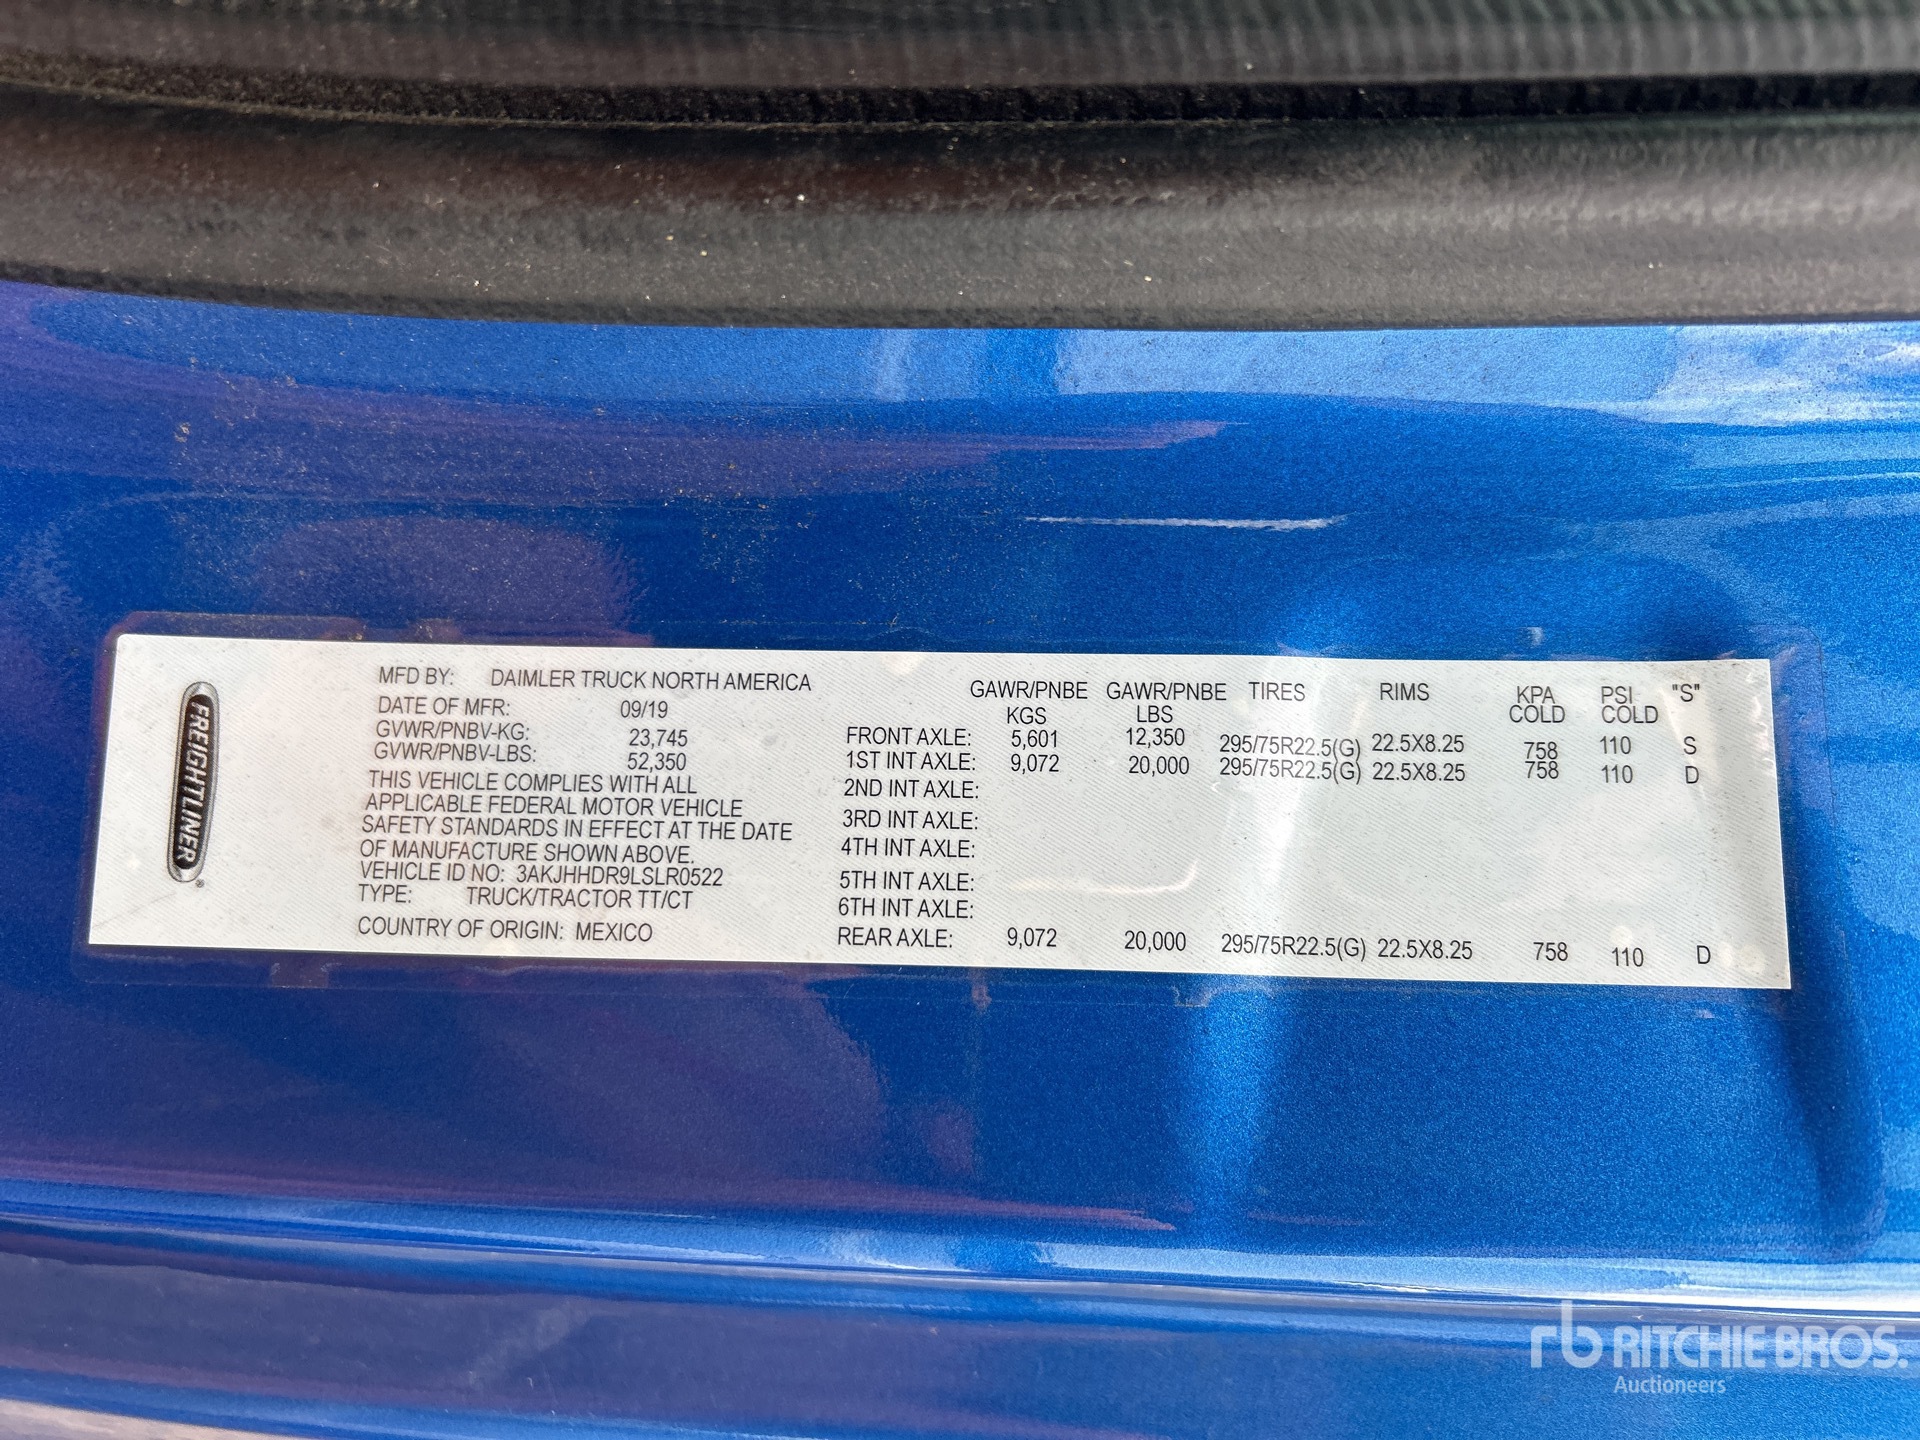 FREIGHTLINER®
MFD BY: DAIMLER TRUCK NORTH AMERICA
DATE OF MFR: 09/19
GVWR/PNBV-KG: 23,745
GVWR/PNBV-LBS: 52,350
THIS VEHICLE COMPLIES WITH ALL
APPLICABLE FEDERAL MOTOR VEHICLE
SAFETY STANDARDS IN EFFECT AT THE DATE
OF MANUFACTURE SHOWN ABOVE.
VEHICLE ID NO: 3AKJHHDR9LSLR0522
TYPE: TRUCK/TRACTOR TT/CT
COUNTRY OF ORIGIN: MEXICO
GAWR/PNBE GAWR/PNBE TIRES RIMS KPA PSI "S"
KGS LBS COLD COLD
FRONT AXLE: 5,601 12,350 295/75R22.5(G) 22.5X8.25 758 110 S
1ST INT AXLE: 9,072 20,000 295/75R22.5(G) 22.5X8.25 758 110 D
2ND INT AXLE:
3RD INT AXLE:
4TH INT AXLE:
5TH INT AXLE:
6TH INT AXLE:
REAR AXLE: 9,072 20,000 295/75R22.5(G) 22.5X8.25 758 110 D
rb RITCHIE BROS.
Auctioneers